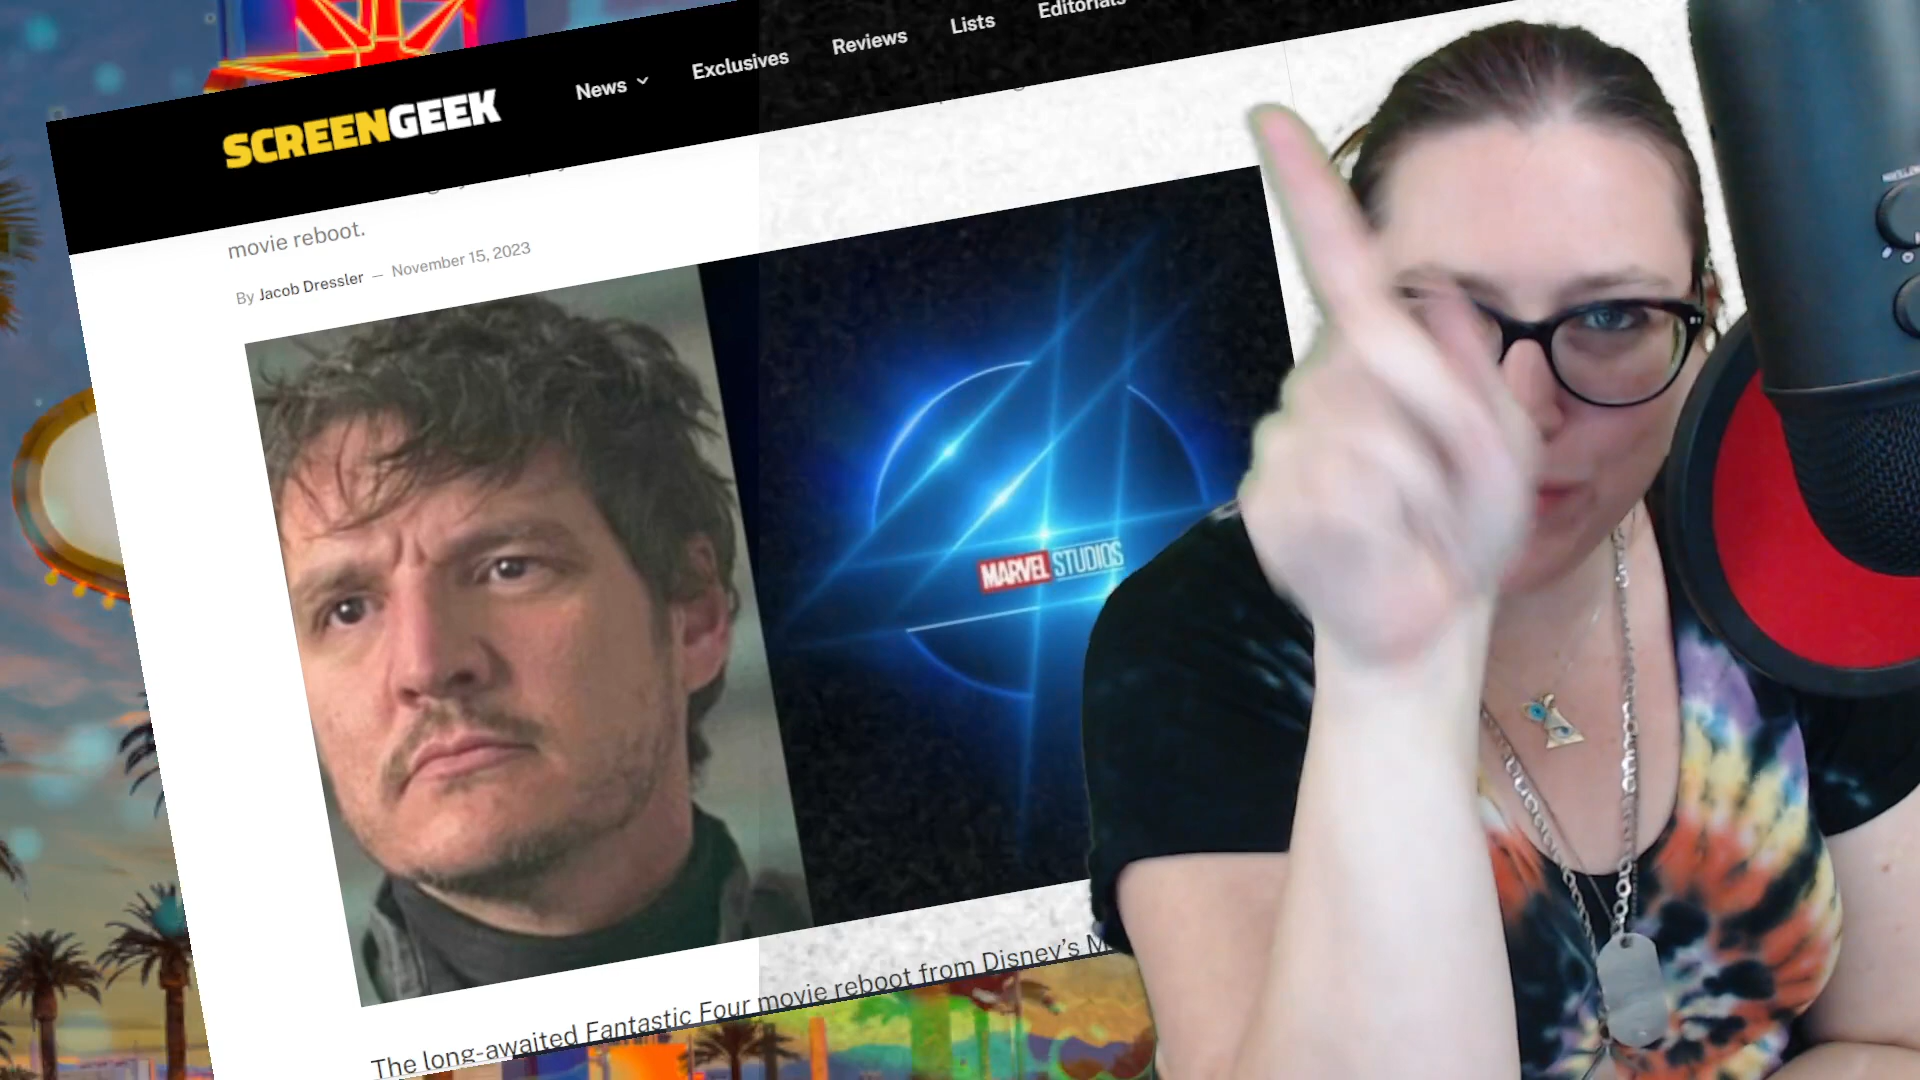 News
Exclusives
Reviews
Lists
Editorials
SCREENGEEK
movie reboot.
By Jacob Dressler — November 15, 2023
MARVEL STUDIOS
The long-awaited Fantastic Four movie reboot from Disney's